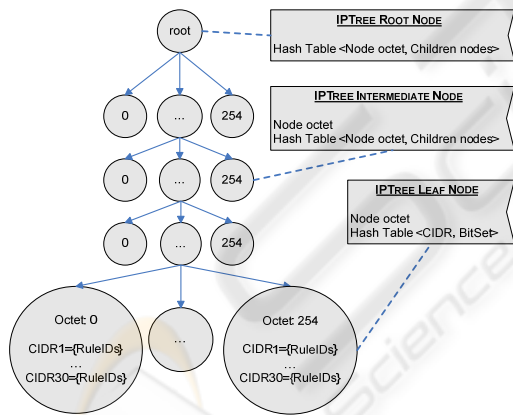 root
IPTREE ROOT NODE
Hash Table <Node octet, Children nodes>
0
...
254
IPTREE INTERMEDIATE NODE
Node octet
Hash Table <Node octet, Children nodes>
0
...
254
IPTREE LEAF NODE
Node octet
Hash Table <CIDR, BitSet>
0
...
254
Octet: 0
CIDR1={RuleIDs}
...
CIDR30={RuleIDs}
...
Octet: 254
CIDR1={RuleIDs}
...
CIDR30={RuleIDs}
Science